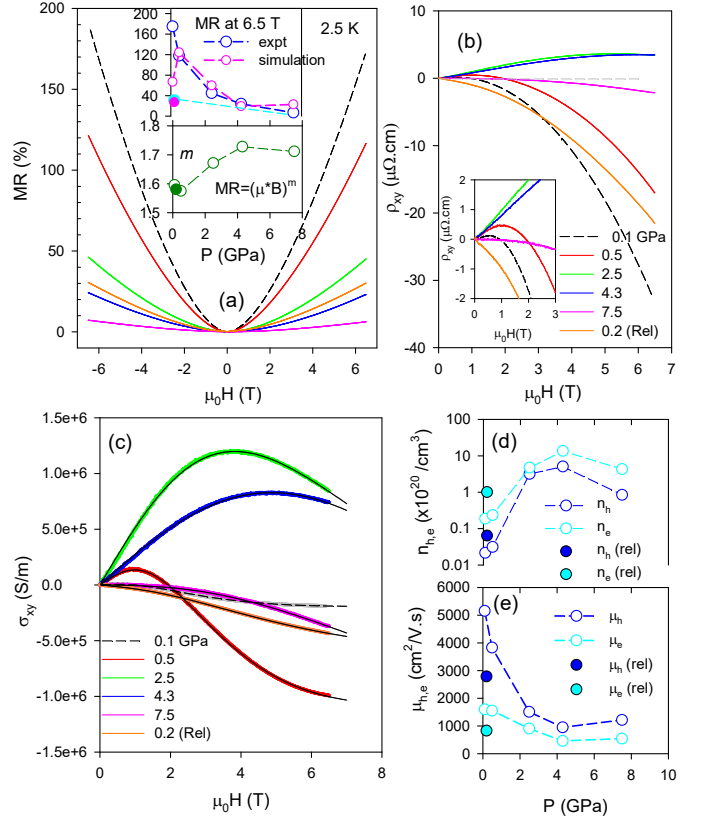 (a)
MR (%)
200
150
100
50
0
-6 -4 -2 0 2 4 6
μ₀H (T)
2.5 K
MR at 6.5 T
200
160
120
80
40
0
expt
simulation
1.8
1.7
1.6
1.5
m
MR=(μ*B)ᵐ
0 2 4 6 8
P (GPa)
(b)
ρxy (μΩ.cm)
10
0
-10
-20
-30
-40
0 1 2 3 4 5 6 7
μ₀H (T)
ρxy (μΩ.cm)
2
1
0
-1
-2
0 1 2 3
μ₀H(T)
0.1 GPa
0.5
2.5
4.3
7.5
0.2 (Rel)
(c)
σxy (S/m)
1.5e+6
1.0e+6
5.0e+5
0.0
-5.0e+5
-1.0e+6
-1.5e+6
0 2 4 6 8
μ₀H (T)
0.1 GPa
0.5
2.5
4.3
7.5
0.2 (Rel)
(d)
nh,e (x10²⁰/cm³)
100
10
1
0.1
0.01
nh
ne
nh (rel)
ne (rel)
(e)
μh,e (cm²/V.s)
6000
5000
4000
3000
2000
1000
0
μh
μe
μh (rel)
μe (rel)
0 2 4 6 8 10
P (GPa)